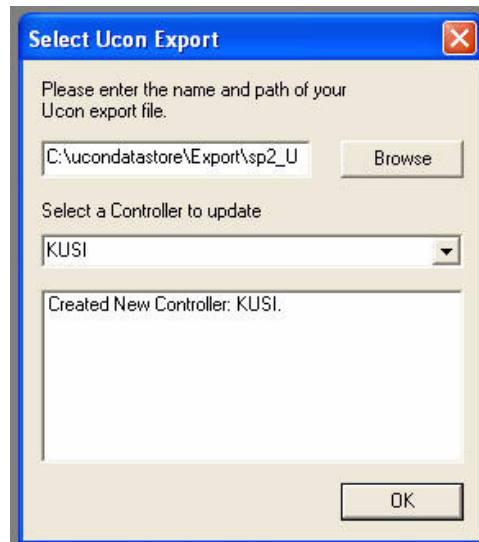 Select Ucon Export
Please enter the name and path of your
Ucon export file.
C:\ucondatastore\Export\sp2_U
Browse
Select a Controller to update
KUSI
Created New Controller: KUSI.
OK